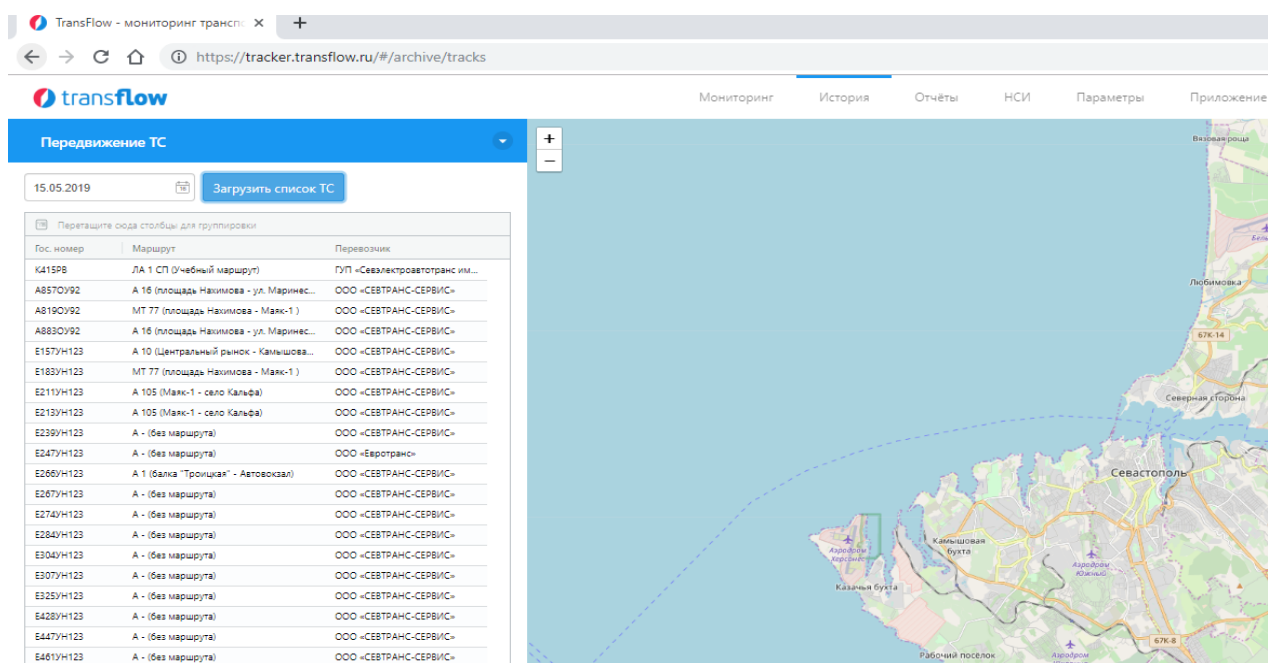 TransFlow - мониторинг трансп
https://tracker.transflow.ru/#/archive/tracks
transflow
Мониторинг История Отчёты НСИ Параметры Приложение
Передвижение ТС
15.05.2019 Загрузить список ТС
Перетащите сюда столбцы для группировки
Гос. номер Маршрут Перевозчик
К415РВ ЛА 1 СП (Учебный маршрут) ГУП «Севэлектроавтотранс им...
А857ОУ92 А 16 (площадь Нахимова - ул. Маринес... ООО «СЕВТРАНС-СЕРВИС»
А819ОУ92 МТ 77 (площадь Нахимова - Маяк-1 ) ООО «СЕВТРАНС-СЕРВИС»
А883ОУ92 А 16 (площадь Нахимова - ул. Маринес... ООО «СЕВТРАНС-СЕРВИС»
Е157УН123 А 10 (Центральный рынок - Камышова... ООО «СЕВТРАНС-СЕРВИС»
Е183УН123 МТ 77 (площадь Нахимова - Маяк-1 ) ООО «СЕВТРАНС-СЕРВИС»
Е211УН123 А 105 (Маяк-1 - село Кальфа) ООО «СЕВТРАНС-СЕРВИС»
Е213УН123 А 105 (Маяк-1 - село Кальфа) ООО «СЕВТРАНС-СЕРВИС»
Е239УН123 А - (без маршрута) ООО «СЕВТРАНС-СЕРВИС»
Е247УН123 А - (без маршрута) ООО «Евротранс»
Е266УН123 А 1 (балка "Троицкая" - Автовокзал) ООО «СЕВТРАНС-СЕРВИС»
Е267УН123 А - (без маршрута) ООО «СЕВТРАНС-СЕРВИС»
Е274УН123 А - (без маршрута) ООО «СЕВТРАНС-СЕРВИС»
Е284УН123 А - (без маршрута) ООО «СЕВТРАНС-СЕРВИС»
Е304УН123 А - (без маршрута) ООО «СЕВТРАНС-СЕРВИС»
Е307УН123 А - (без маршрута) ООО «СЕВТРАНС-СЕРВИС»
Е325УН123 А - (без маршрута) ООО «СЕВТРАНС-СЕРВИС»
Е428УН123 А - (без маршрута) ООО «СЕВТРАНС-СЕРВИС»
Е447УН123 А - (без маршрута) ООО «СЕВТРАНС-СЕРВИС»
Е461УН123 А - (без маршрута) ООО «СЕВТРАНС-СЕРВИС»
+
−
Вязовая роща
Любимовка
67К-14
Северная сторона
Севастополь
Камышовая
бухта
Аэродром
Херсонес
Аэродром
Южный
Казачья бухта
67К-8
Рабочий поселок
Аэродром